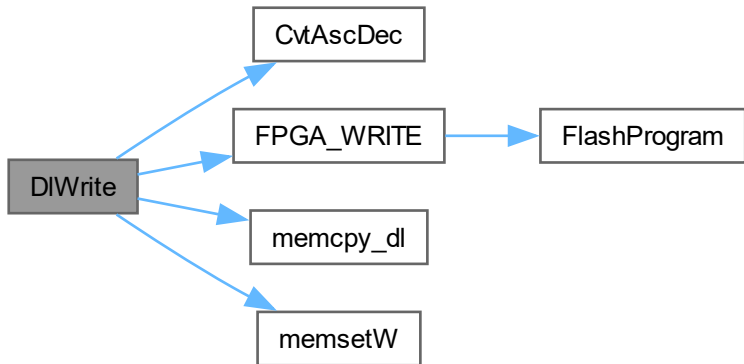 DlWrite
CvtAscDec
FPGA_WRITE
FlashProgram
memcpy_dl
memsetW